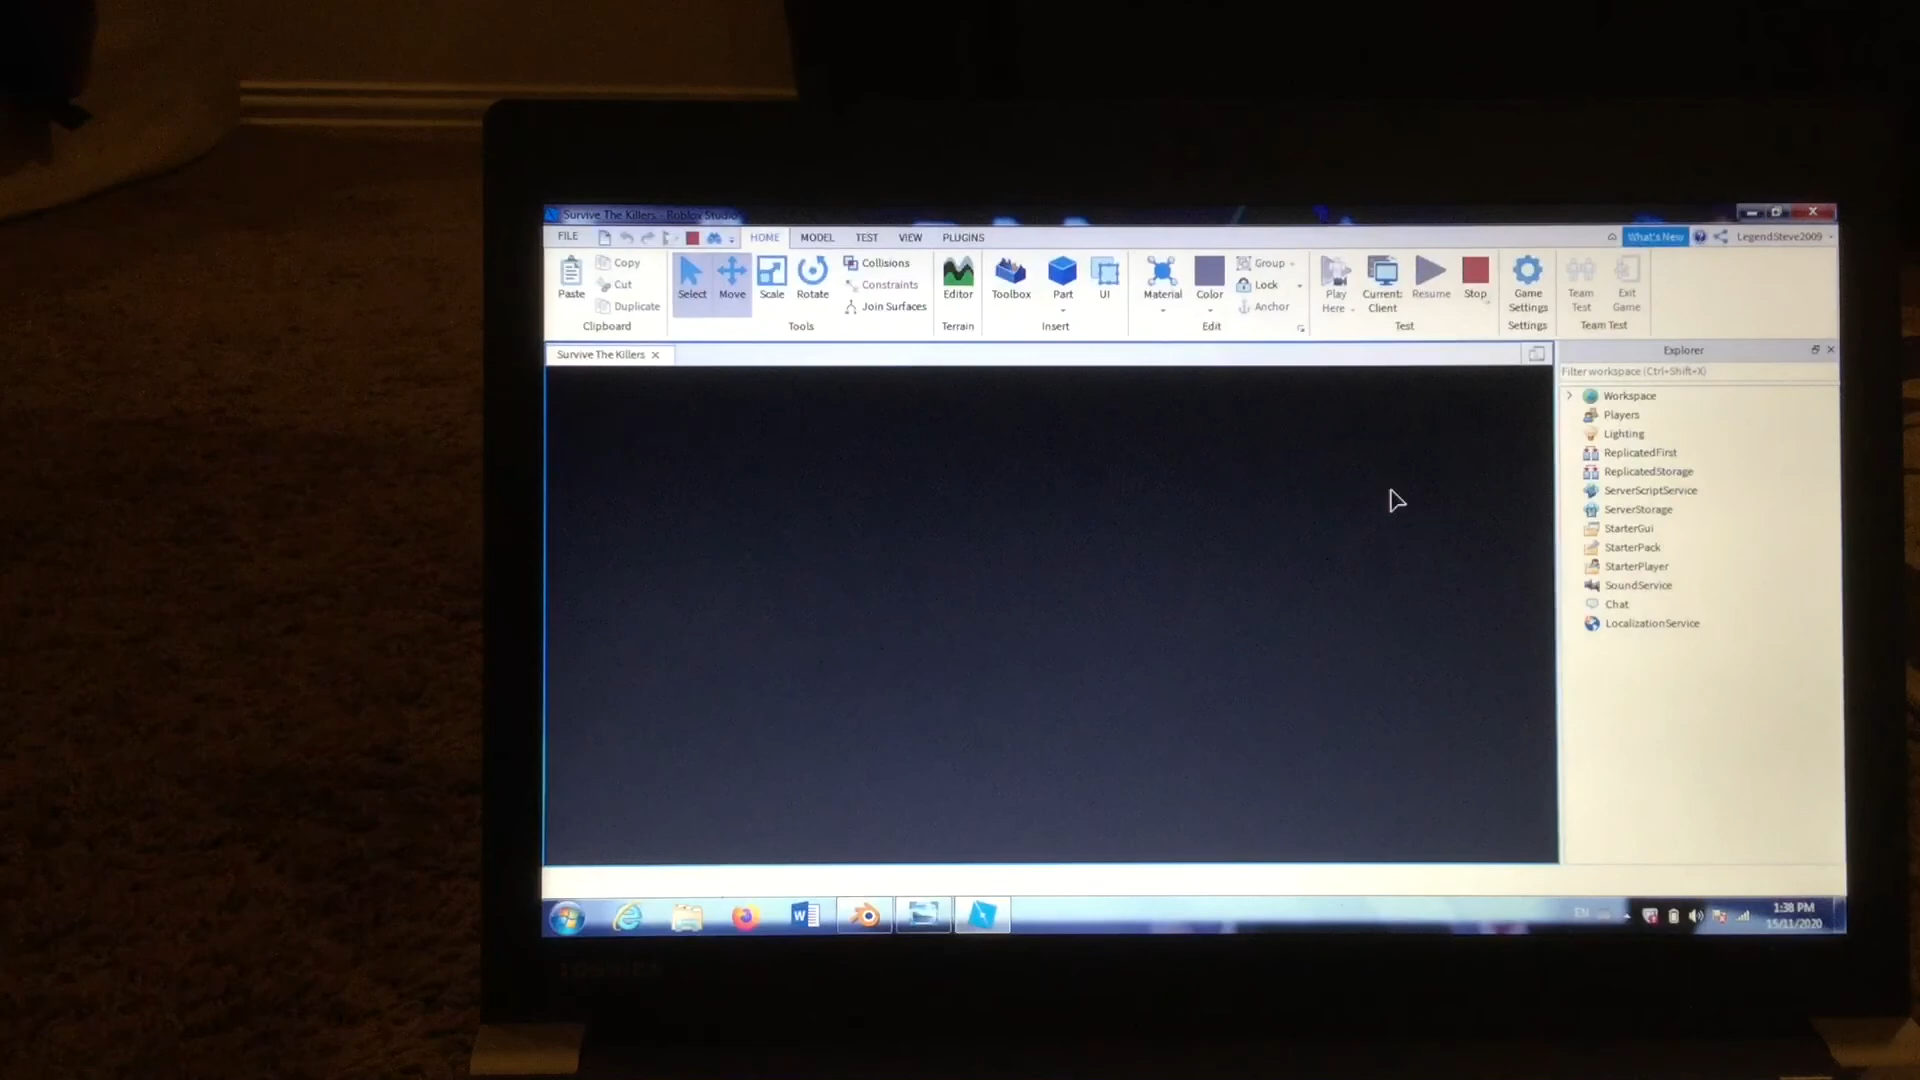 Survive The Killers - Roblox Studio
FILE HOME MODEL TEST VIEW PLUGINS What's New LegendSteve2009
Paste Copy Cut Duplicate
Clipboard
Select Move Scale Rotate Collisions Constraints Join Surfaces
Tools
Editor
Terrain
Toolbox Part UI
Insert
Material Color Group Lock Anchor
Edit
Play Here Current: Client Resume Stop
Test
Game Settings
Settings
Team Test Exit Game
Team Test
Survive The Killers
Explorer
Filter workspace (Ctrl+Shift+X)
Workspace
Players
Lighting
ReplicatedFirst
ReplicatedStorage
ServerScriptService
ServerStorage
StarterGui
StarterPack
StarterPlayer
SoundService
Chat
LocalizationService
EN
1:38 PM
15/11/2020